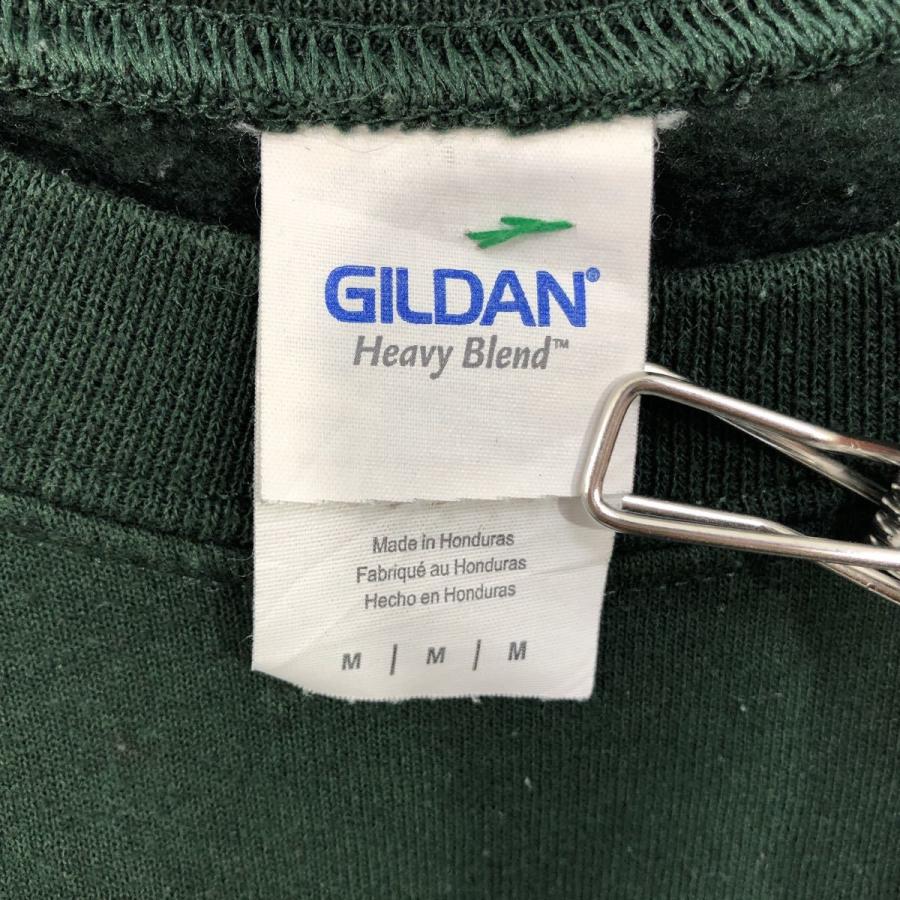 GILDAN®
Heavy Blend™
Made in Honduras
Fabriqué au Honduras
Hecho en Honduras
M | M | M